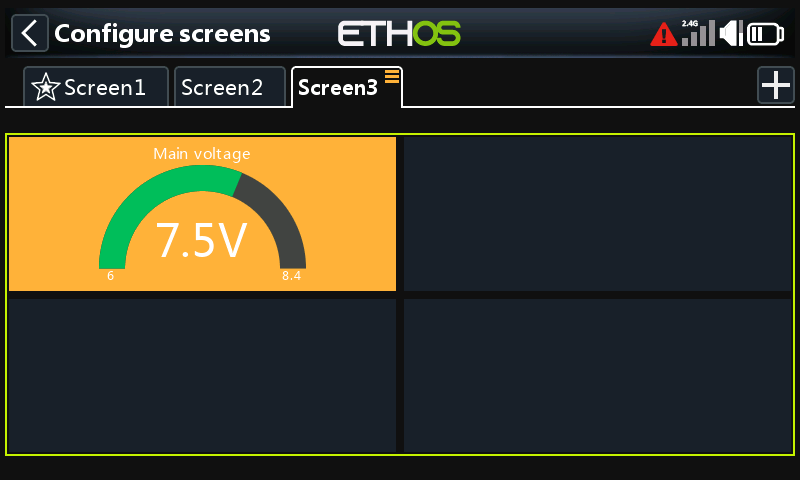 Configure screens
ETHOS
2.4G
Screen1
Screen2
Screen3
Main voltage
7.5V
6
8.4